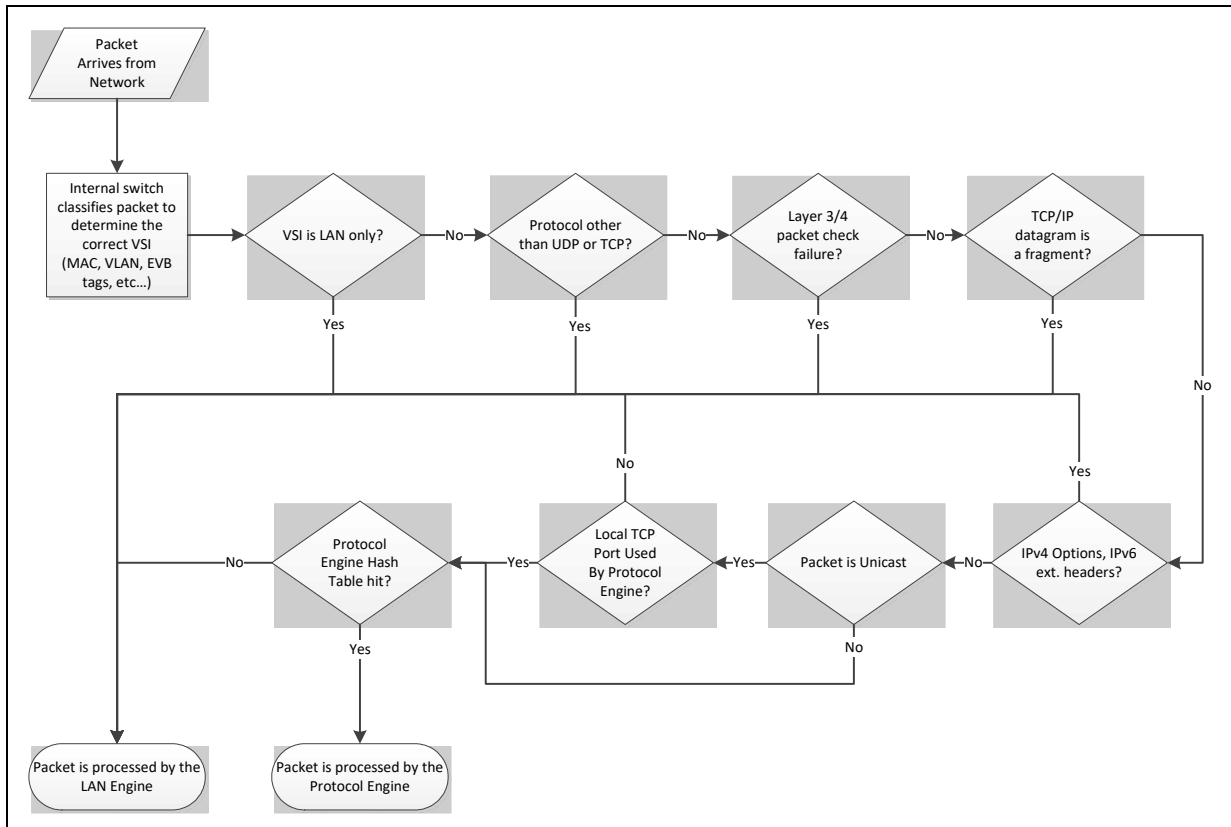 Packet
Arrives from
Network
Internal switch
classifies packet to
determine the
correct VSI
(MAC, VLAN, EVB
tags, etc…)
VSI is LAN only?
No
Protocol other
than UDP or TCP?
No
Layer 3/4
packet check
failure?
No
TCP/IP
datagram is
a fragment?
Yes
Yes
Yes
Yes
No
No
Yes
Protocol
Engine Hash
Table hit?
No
Yes
Local TCP
Port Used
By Protocol
Engine?
Yes
Packet is Unicast
No
IPv4 Options, IPv6
ext. headers?
Yes
No
Packet is processed by the
LAN Engine
Packet is processed by the
Protocol Engine